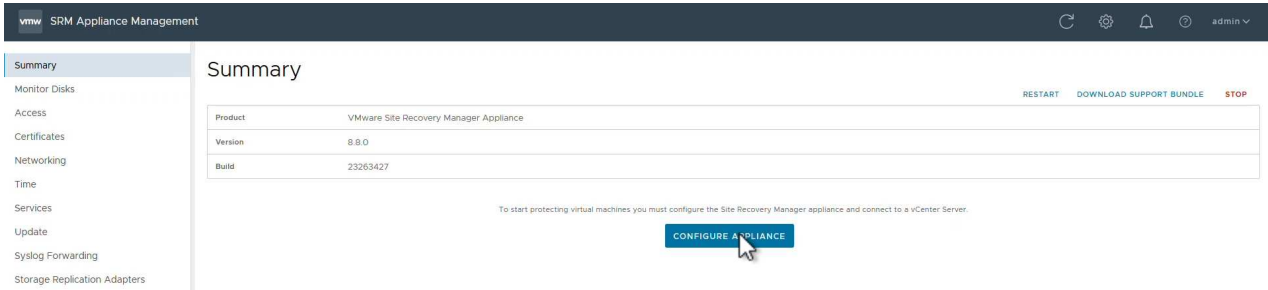 vmw SRM Appliance Management admin
Summary
Monitor Disks
Access
Certificates
Networking
Time
Services
Update
Syslog Forwarding
Storage Replication Adapters
Summary
RESTART DOWNLOAD SUPPORT BUNDLE STOP
Product VMware Site Recovery Manager Appliance
Version 8.8.0
Build 23263427
To start protecting virtual machines you must configure the Site Recovery Manager appliance and connect to a vCenter Server.
CONFIGURE APPLIANCE